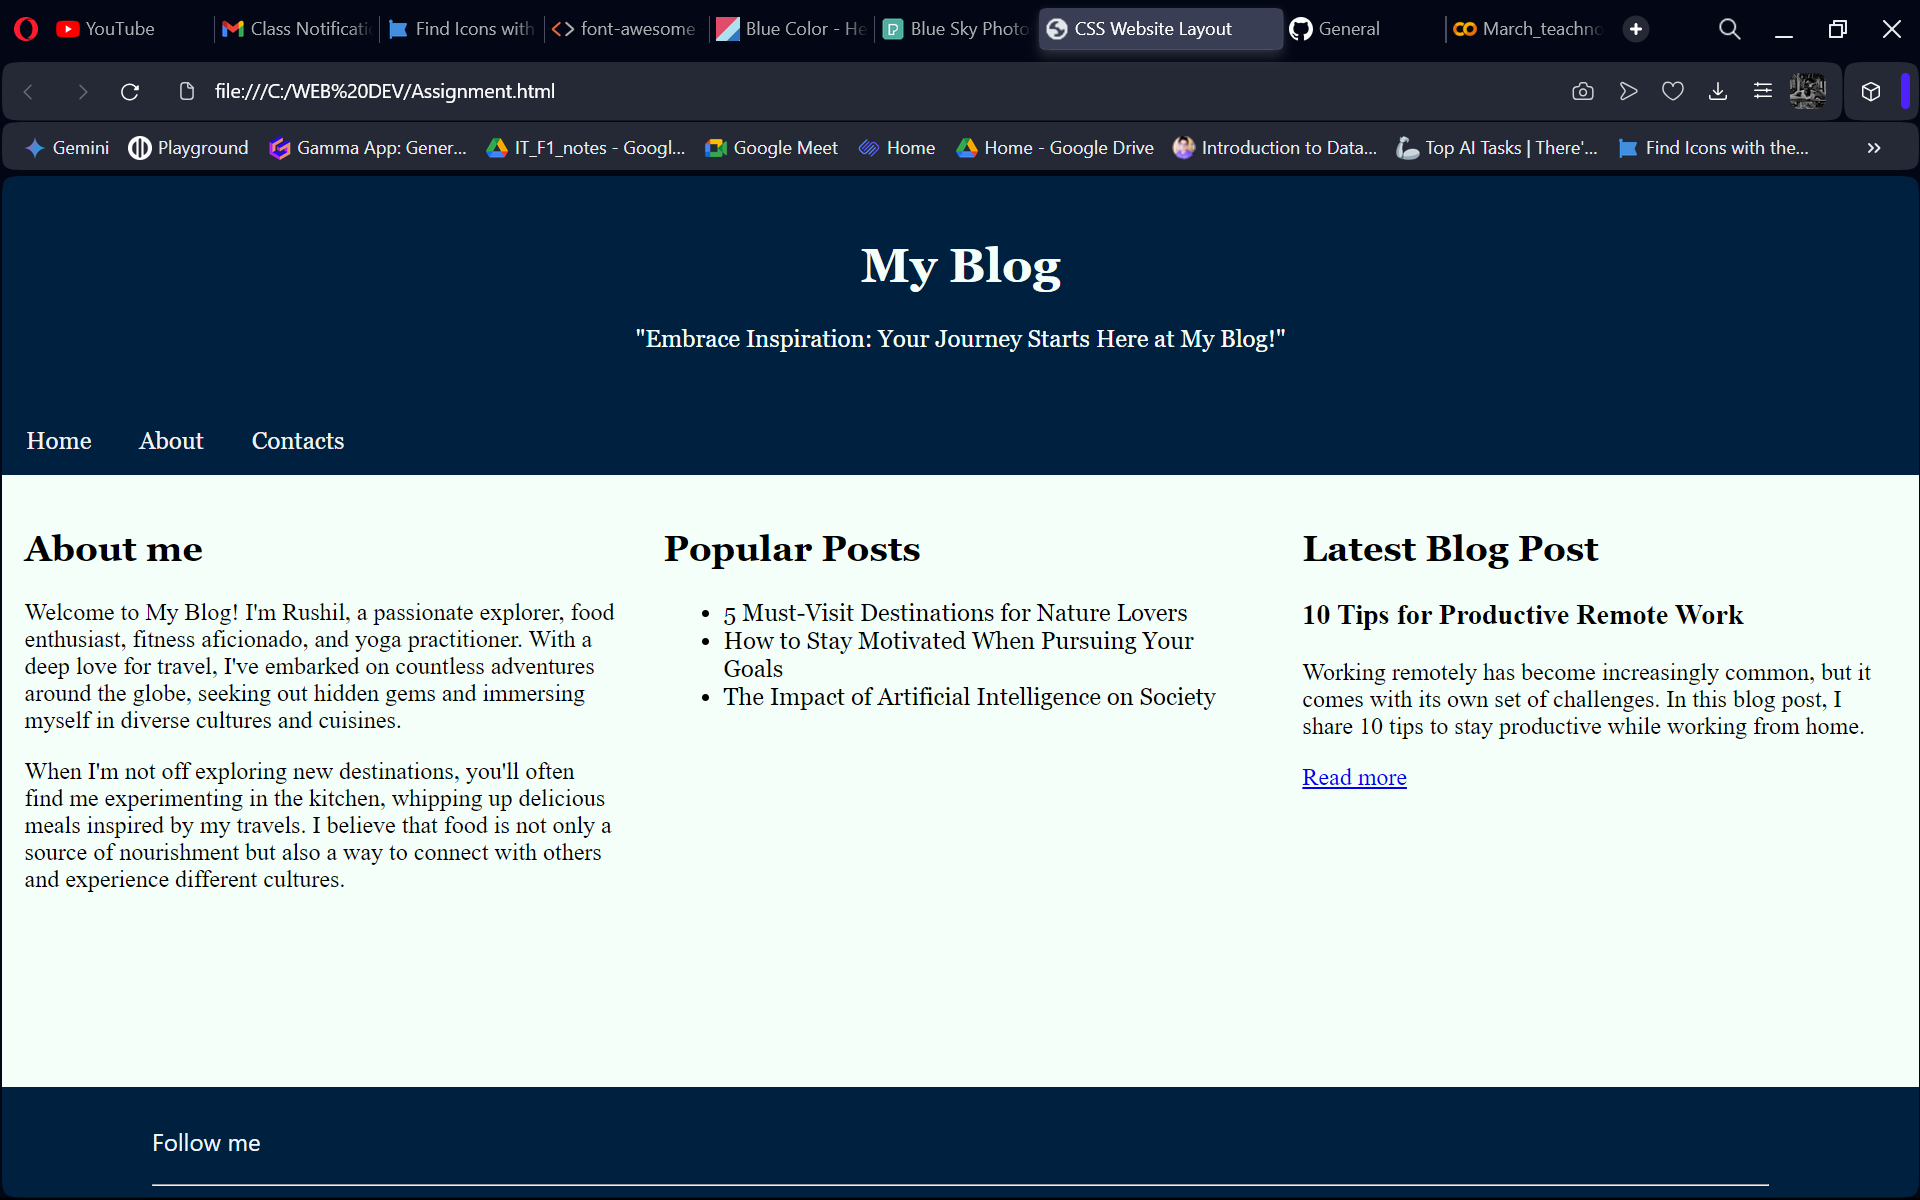 YouTube Class Notificati Find Icons with font-awesome Blue Color - He Blue Sky Photo CSS Website Layout General March_teachno
file:///C:/WEB%20DEV/Assignment.html
Gemini Playground Gamma App: Gener... IT_F1_notes - Googl... Google Meet Home Home - Google Drive Introduction to Data... Top AI Tasks | There'... Find Icons with the... »
My Blog
"Embrace Inspiration: Your Journey Starts Here at My Blog!"
Home About Contacts
About me
Welcome to My Blog! I'm Rushil, a passionate explorer, food
enthusiast, fitness aficionado, and yoga practitioner. With a
deep love for travel, I've embarked on countless adventures
around the globe, seeking out hidden gems and immersing
myself in diverse cultures and cuisines.
When I'm not off exploring new destinations, you'll often
find me experimenting in the kitchen, whipping up delicious
meals inspired by my travels. I believe that food is not only a
source of nourishment but also a way to connect with others
and experience different cultures.
Popular Posts
• 5 Must-Visit Destinations for Nature Lovers
• How to Stay Motivated When Pursuing Your
Goals
• The Impact of Artificial Intelligence on Society
Latest Blog Post
10 Tips for Productive Remote Work
Working remotely has become increasingly common, but it
comes with its own set of challenges. In this blog post, I
share 10 tips to stay productive while working from home.
Read more
Follow me